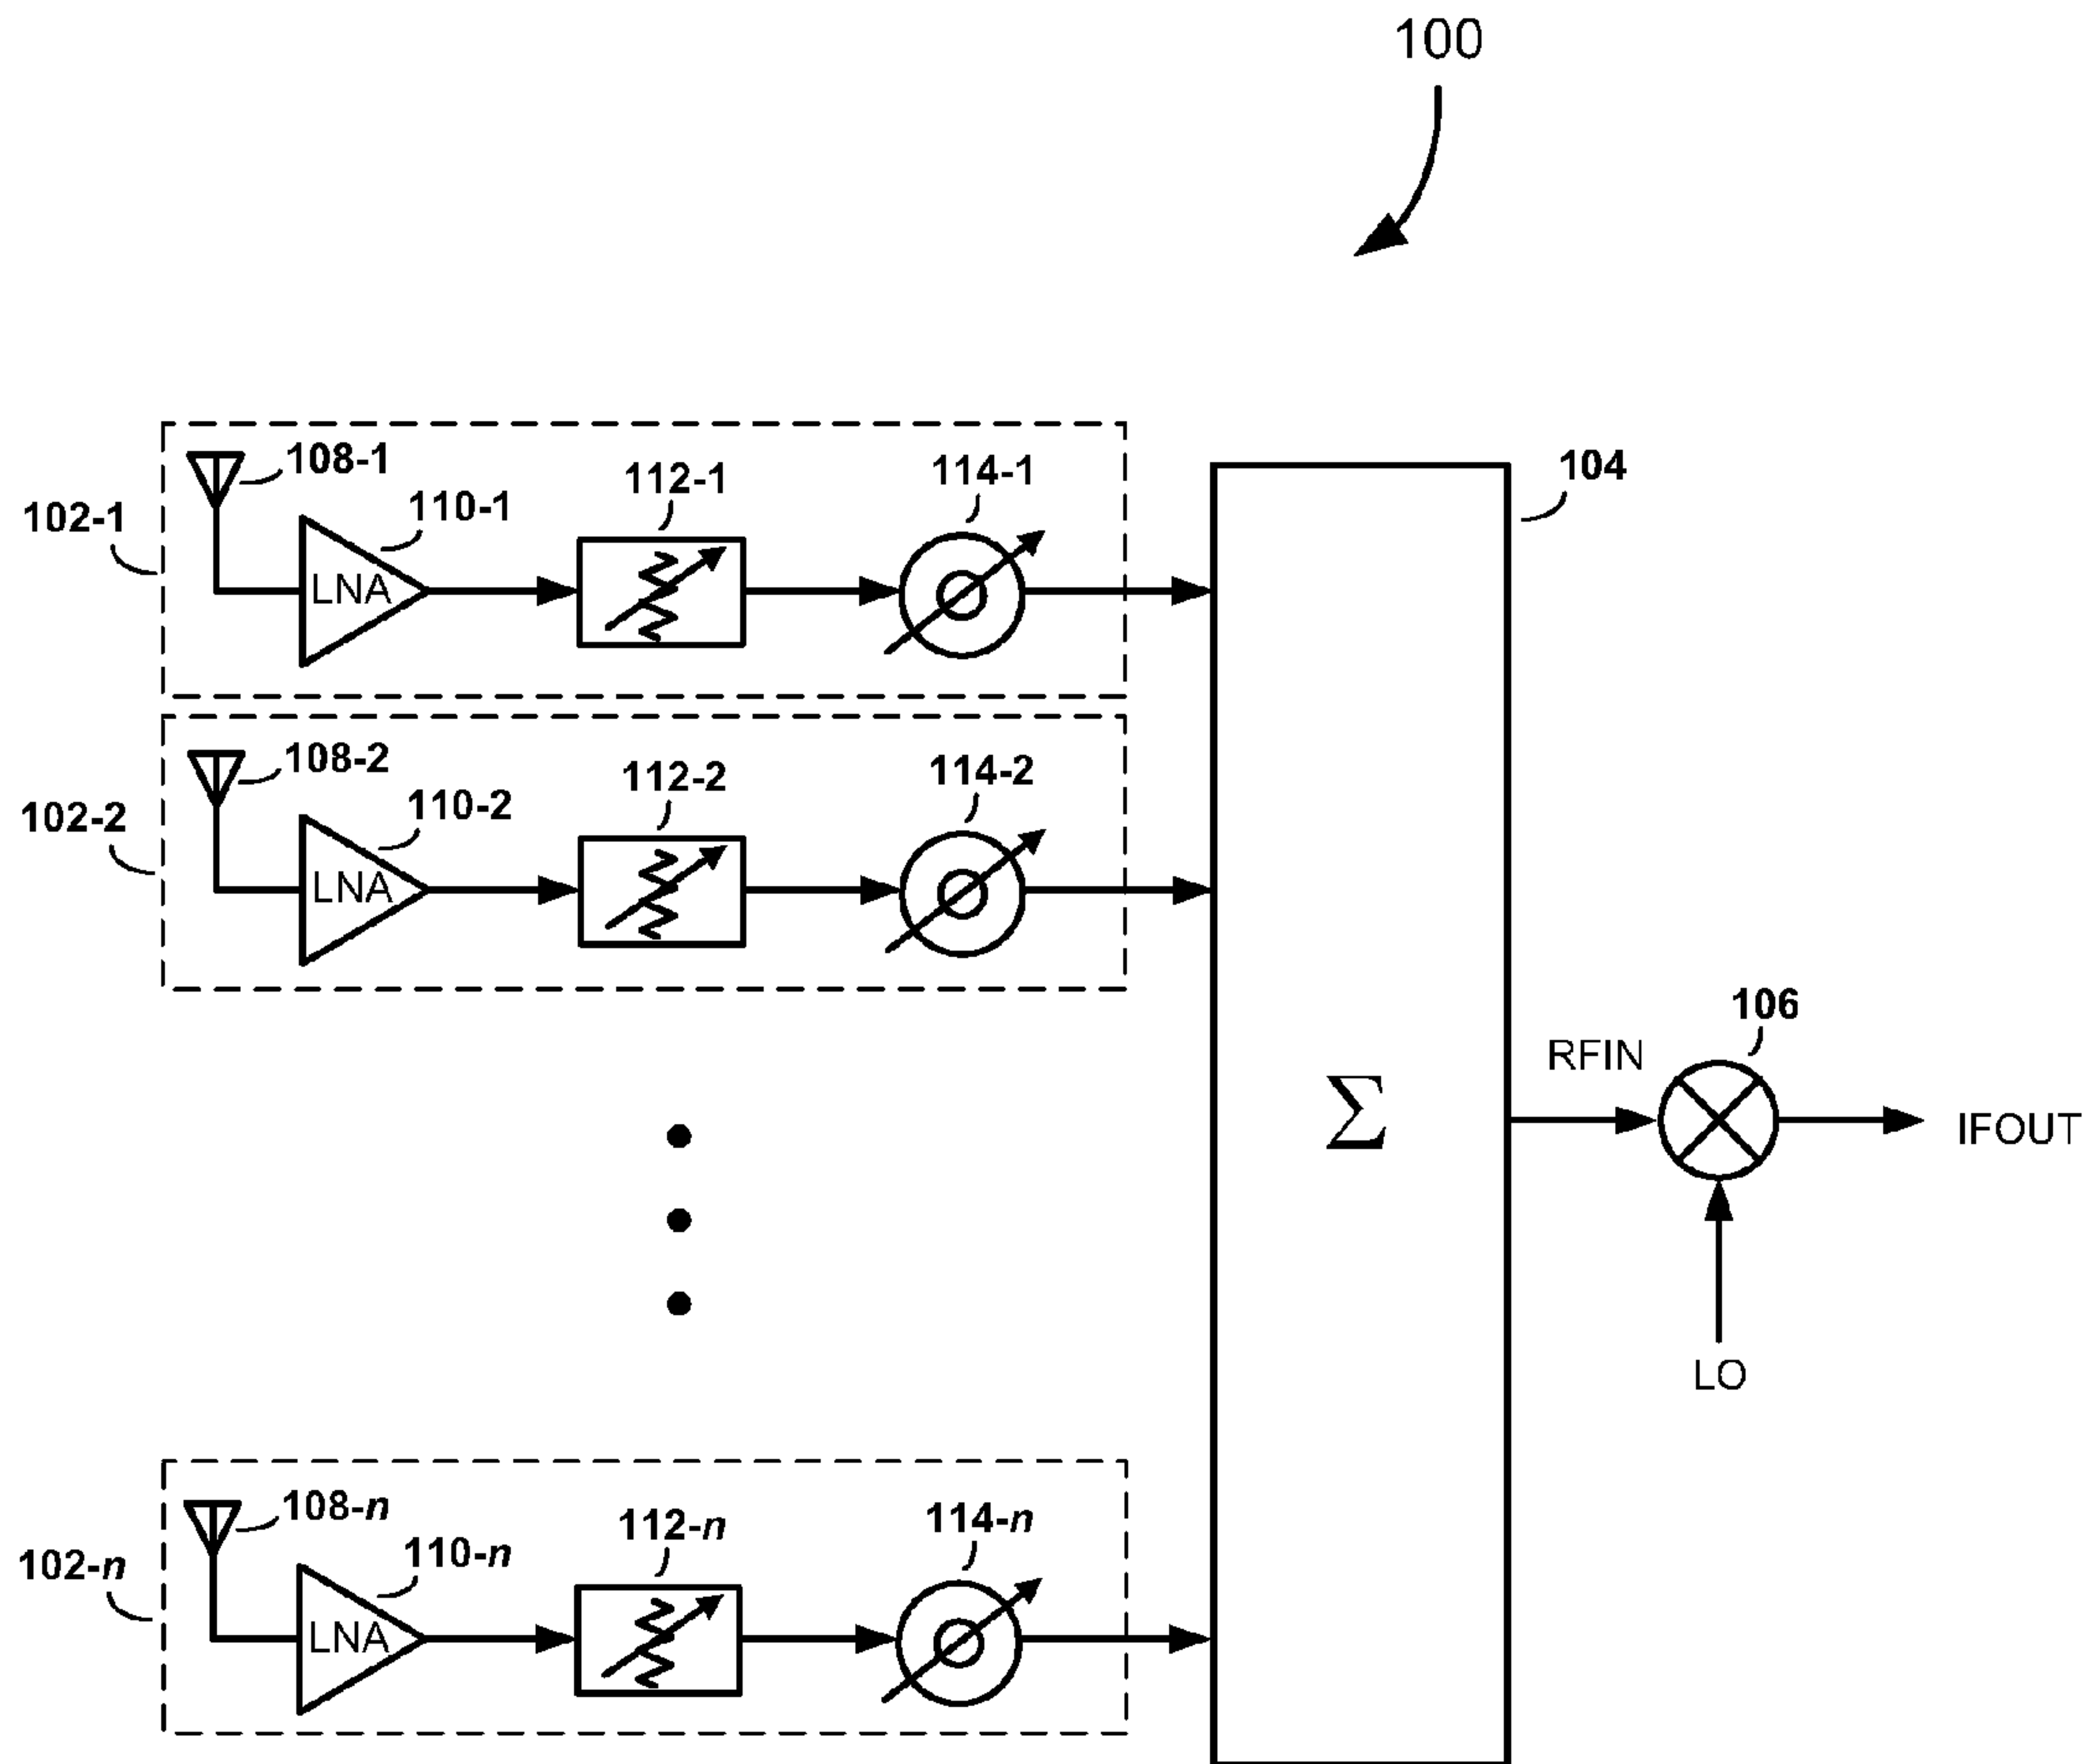 100
108-1
112-1
114-1
104
102-1
110-1
LNA
108-2
112-2
114-2
102-2
110-2
LNA
106
RFIN
Σ
IFOUT
LO
108-n
112-n
114-n
102-n
110-n
LNA